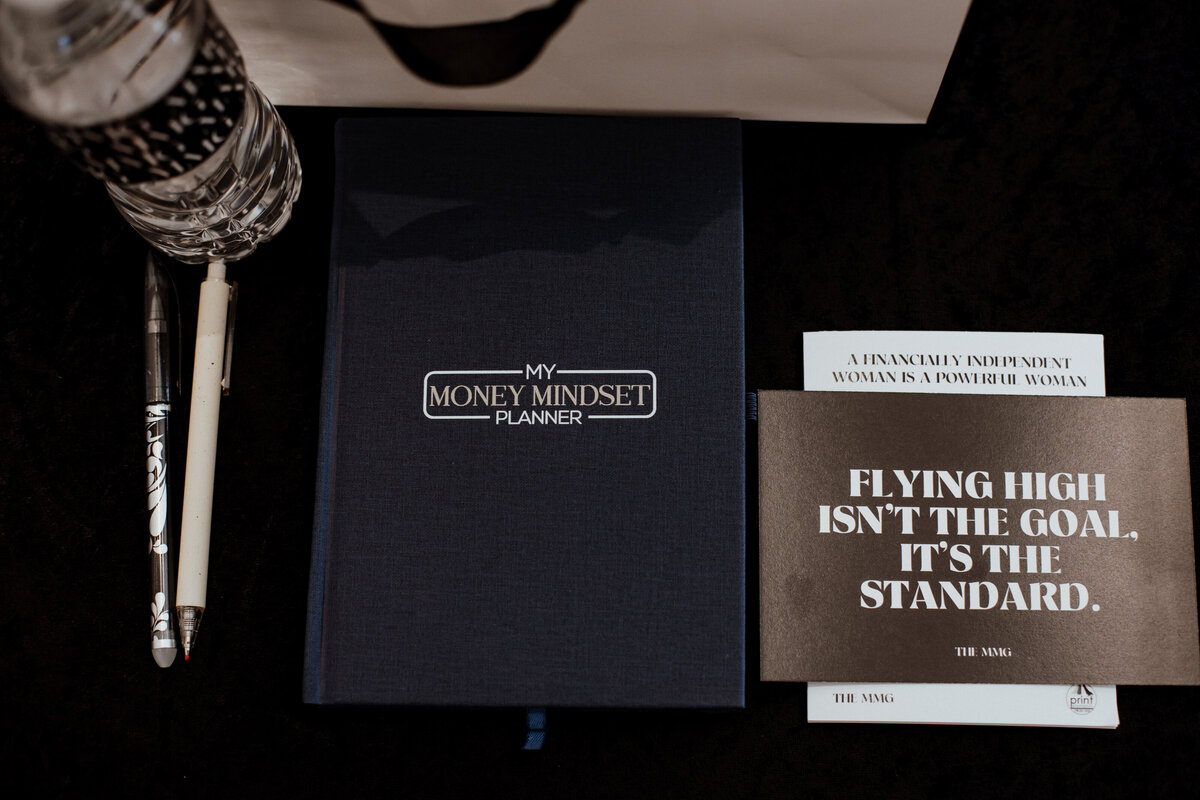 MY
MONEY MINDSET
PLANNER
A FINANCIALLY INDEPENDENT
WOMAN IS A POWERFUL WOMAN
FLYING HIGH
ISN'T THE GOAL,
IT'S THE
STANDARD.
THE MMG
THE MMG
print